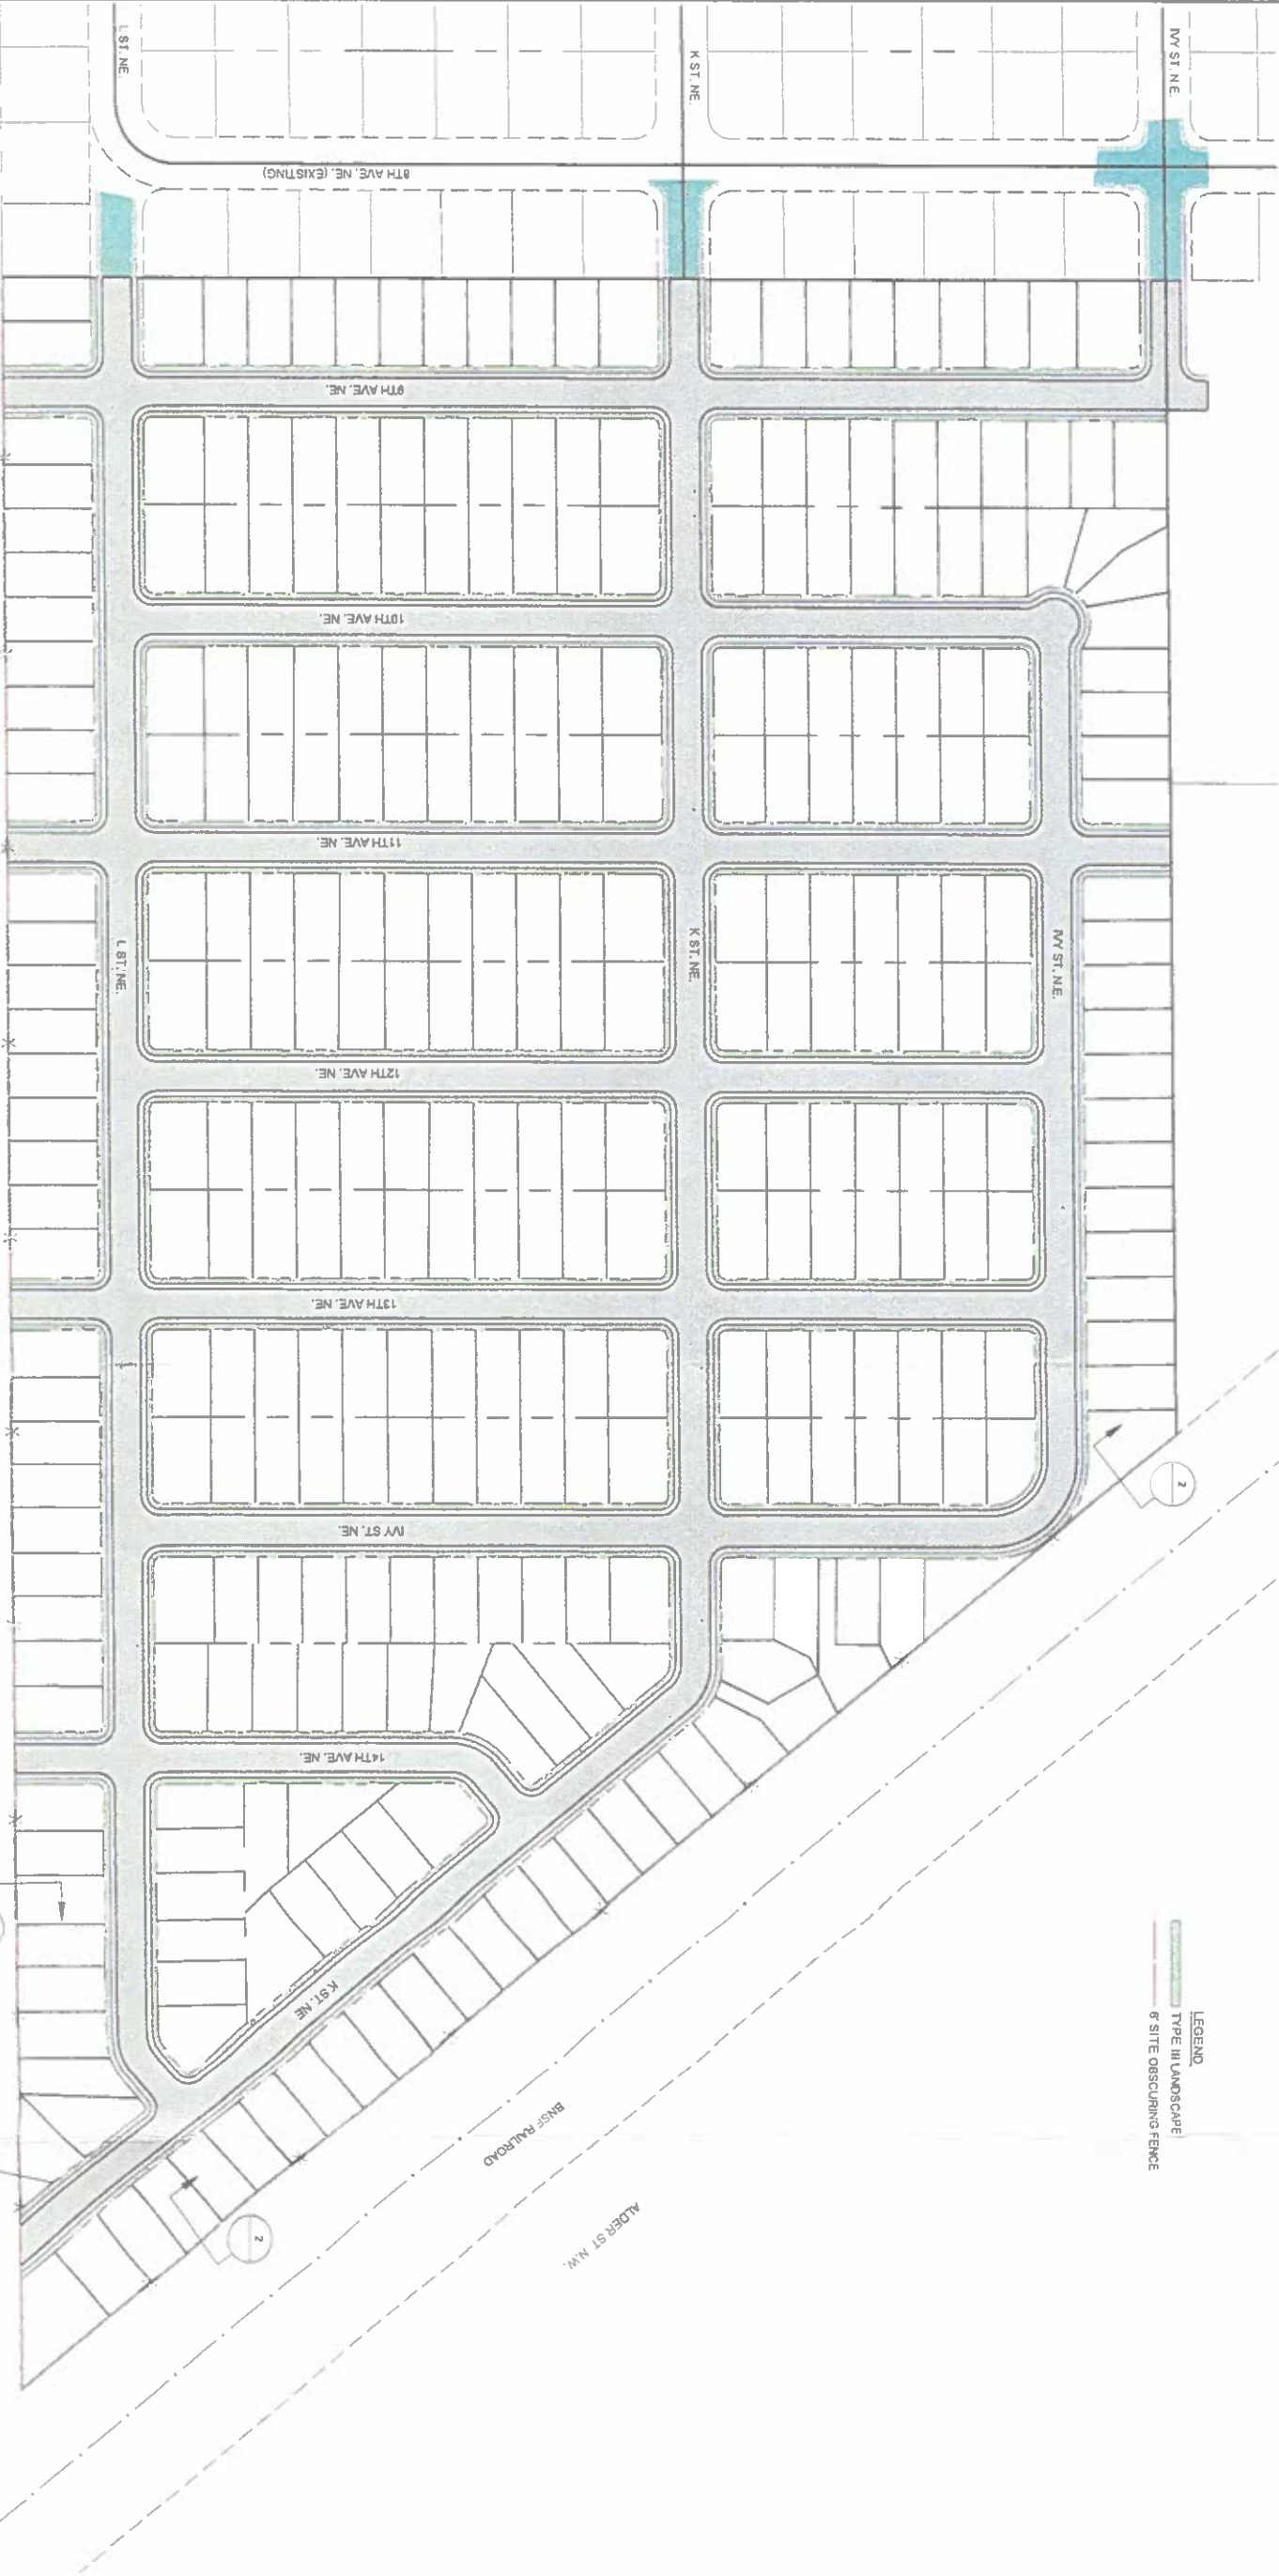 L ST. NE.
K ST. NE.
IVY ST. N.E.
8TH AVE. NE. (EXISTING)
9TH AVE. NE.
10TH AVE. NE.
11TH AVE. NE.
L ST. NE.
K ST. NE.
IVY ST. N.E.
12TH AVE. NE.
13TH AVE. NE.
2
IVY ST. NE.
14TH AVE. NE.
K ST. NE
LEGEND
TYPE III LANDSCAPE
6' SITE OBSCURING FENCE
BNSF RAILROAD
ALDER ST N.W.
2